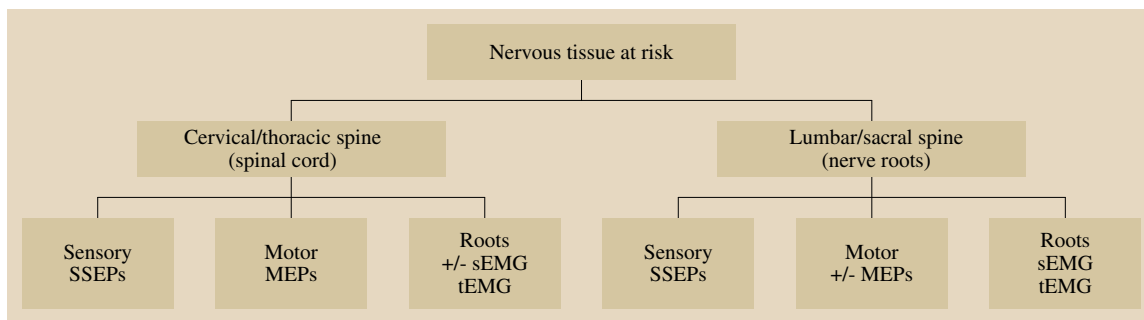 Nervous tissue at risk
Cervical/thoracic spine
(spinal cord)
Lumbar/sacral spine
(nerve roots)
Sensory
SSEPs
Motor
MEPs
Roots
+/- sEMG
tEMG
Sensory
SSEPs
Motor
+/- MEPs
Roots
sEMG
tEMG